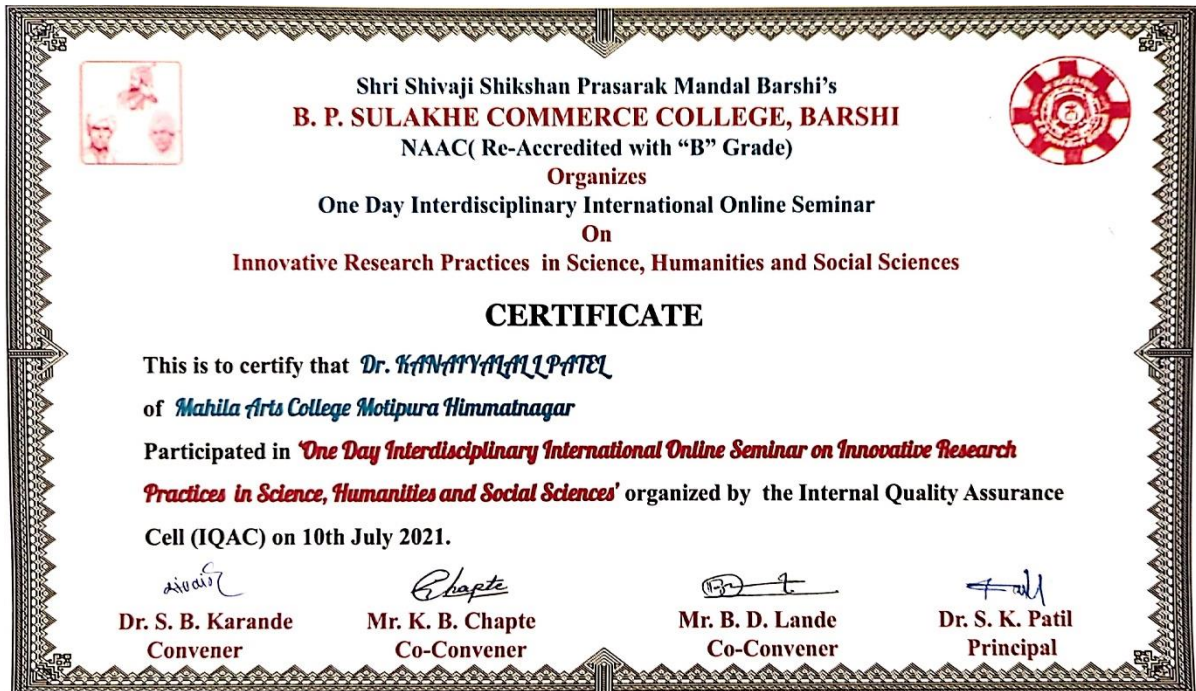 Shri Shivaji Shikshan Prasarak Mandal Barshi's
B. P. SULAKHE COMMERCE COLLEGE, BARSHI
NAAC( Re-Accredited with “B” Grade)
Organizes
One Day Interdisciplinary International Online Seminar
On
Innovative Research Practices in Science, Humanities and Social Sciences
CERTIFICATE
This is to certify that Dr. KANAIYALAL L PATEL
of Mahila Arts College Motipura Himmatnagar
Participated in 'One Day Interdisciplinary International Online Seminar on Innovative Research
Practices in Science, Humanities and Social Sciences' organized by the Internal Quality Assurance
Cell (IQAC) on 10th July 2021.
Chapte
Dr. S. B. Karande Mr. K. B. Chapte Mr. B. D. Lande Dr. S. K. Patil
Convener Co-Convener Co-Convener Principal